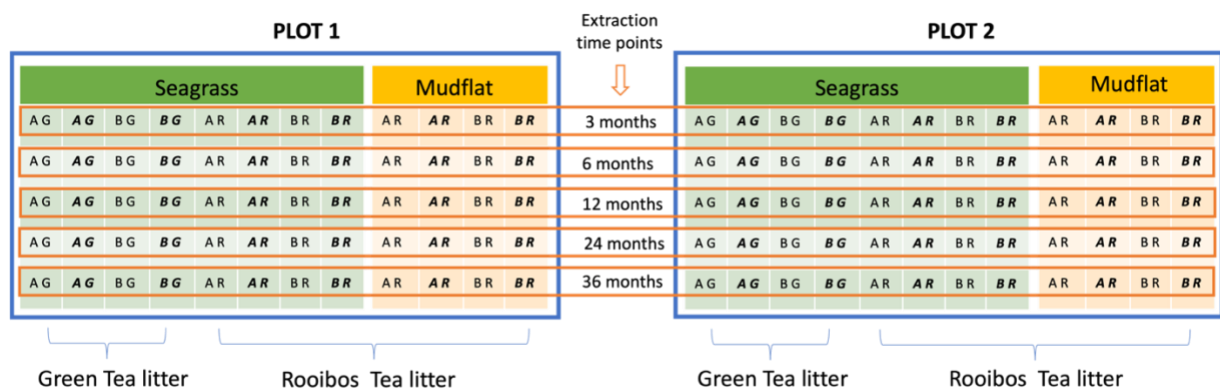 Extraction
time points
PLOT 1
PLOT 2
Seagrass Mudflat Seagrass Mudflat
AG AG BG BG AR AR BR BR AR AR BR BR 3 months AG AG BG BG AR AR BR BR AR AR BR BR
AG AG BG BG AR AR BR BR AR AR BR BR 6 months AG AG BG BG AR AR BR BR AR AR BR BR
AG AG BG BG AR AR BR BR AR AR BR BR 12 months AG AG BG BG AR AR BR BR AR AR BR BR
AG AG BG BG AR AR BR BR AR AR BR BR 24 months AG AG BG BG AR AR BR BR AR AR BR BR
AG AG BG BG AR AR BR BR AR AR BR BR 36 months AG AG BG BG AR AR BR BR AR AR BR BR
Green Tea litter Rooibos Tea litter Green Tea litter Rooibos Tea litter